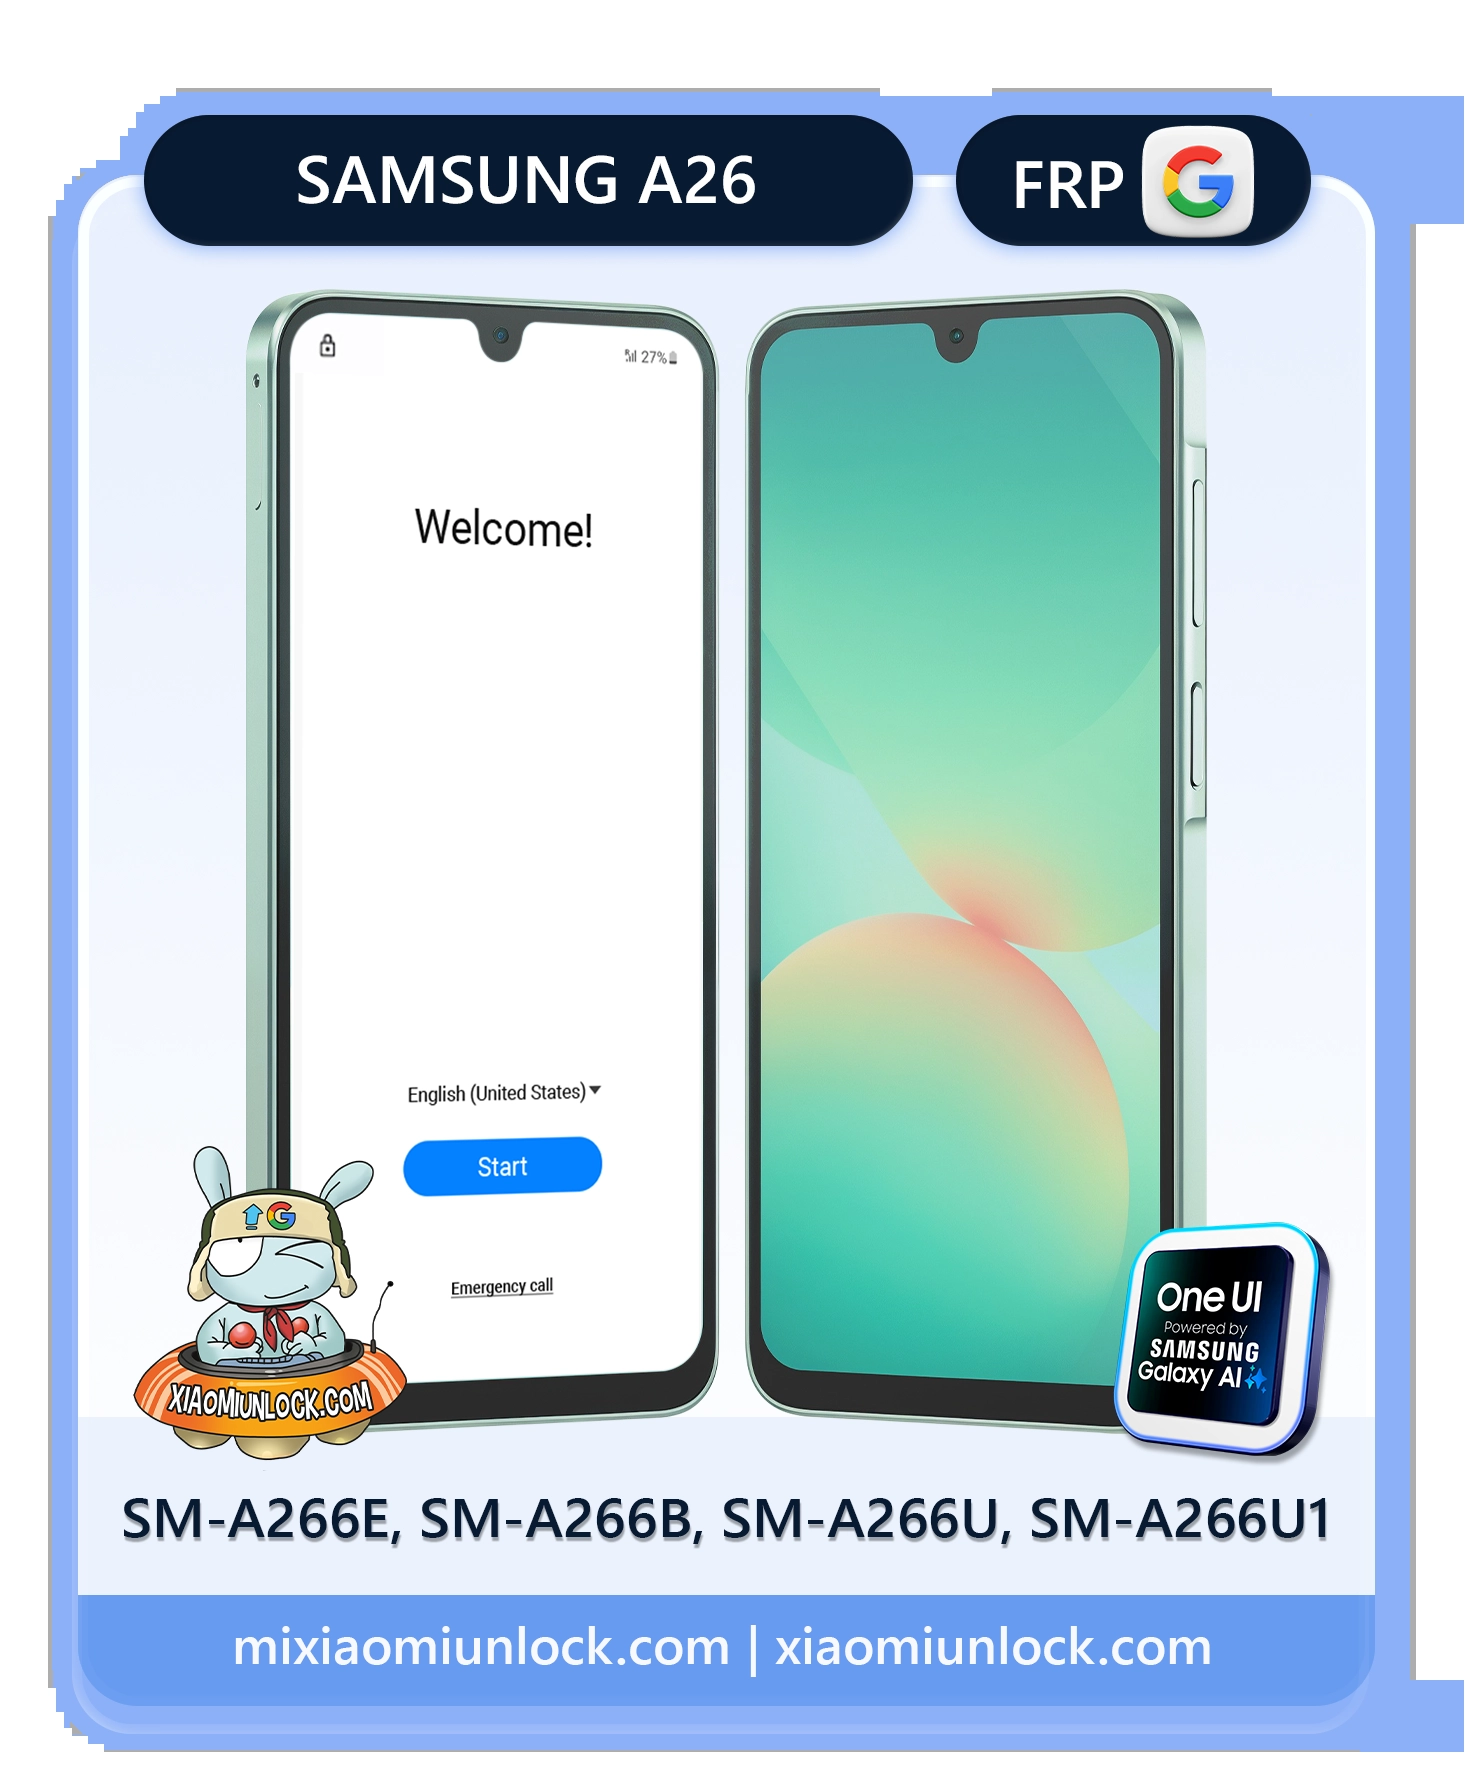 SAMSUNG A26
FRP G
27%
Welcome!
English (United States)
Start
Emergency call
G
XIAOMIUNLOCK.COM
One UI
Powered by
SAMSUNG
Galaxy AI
SM-A266E, SM-A266B, SM-A266U, SM-A266U1
mixiaomiunlock.com | xiaomiunlock.com